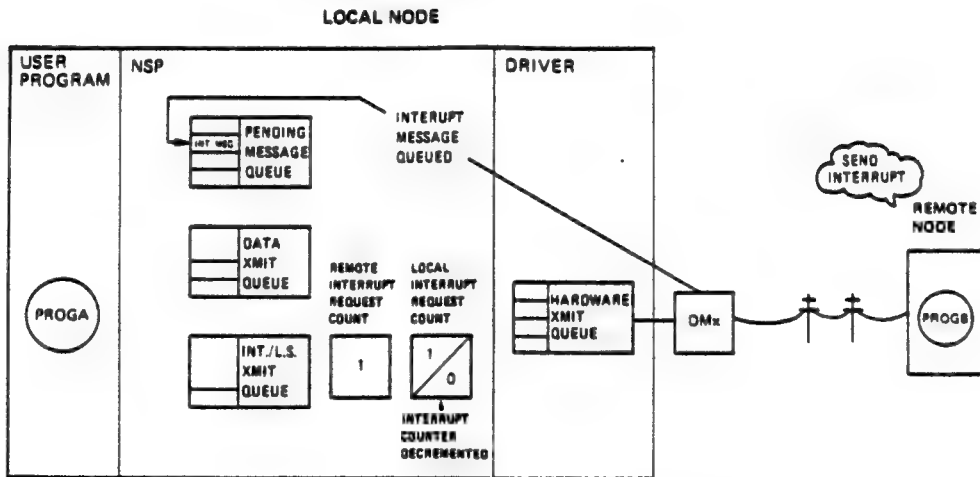 LOCAL NODE
USER
PROGRAM
NSP
DRIVER
PENDING
MESSAGE
QUEUE
INT MSG
INTERUPT
MESSAGE
QUEUED
SEND
INTERRUPT
REMOTE
NODE
DATA
XMIT
QUEUE
REMOTE
INTERRUPT
REQUEST
COUNT
LOCAL
INTERRUPT
REQUEST
COUNT
PROGA
HARDWARE
XMIT
QUEUE
DMx
PROGB
INT./L.S.
XMIT
QUEUE
1
1
0
INTERRUPT
COUNTER
DECREMENTED